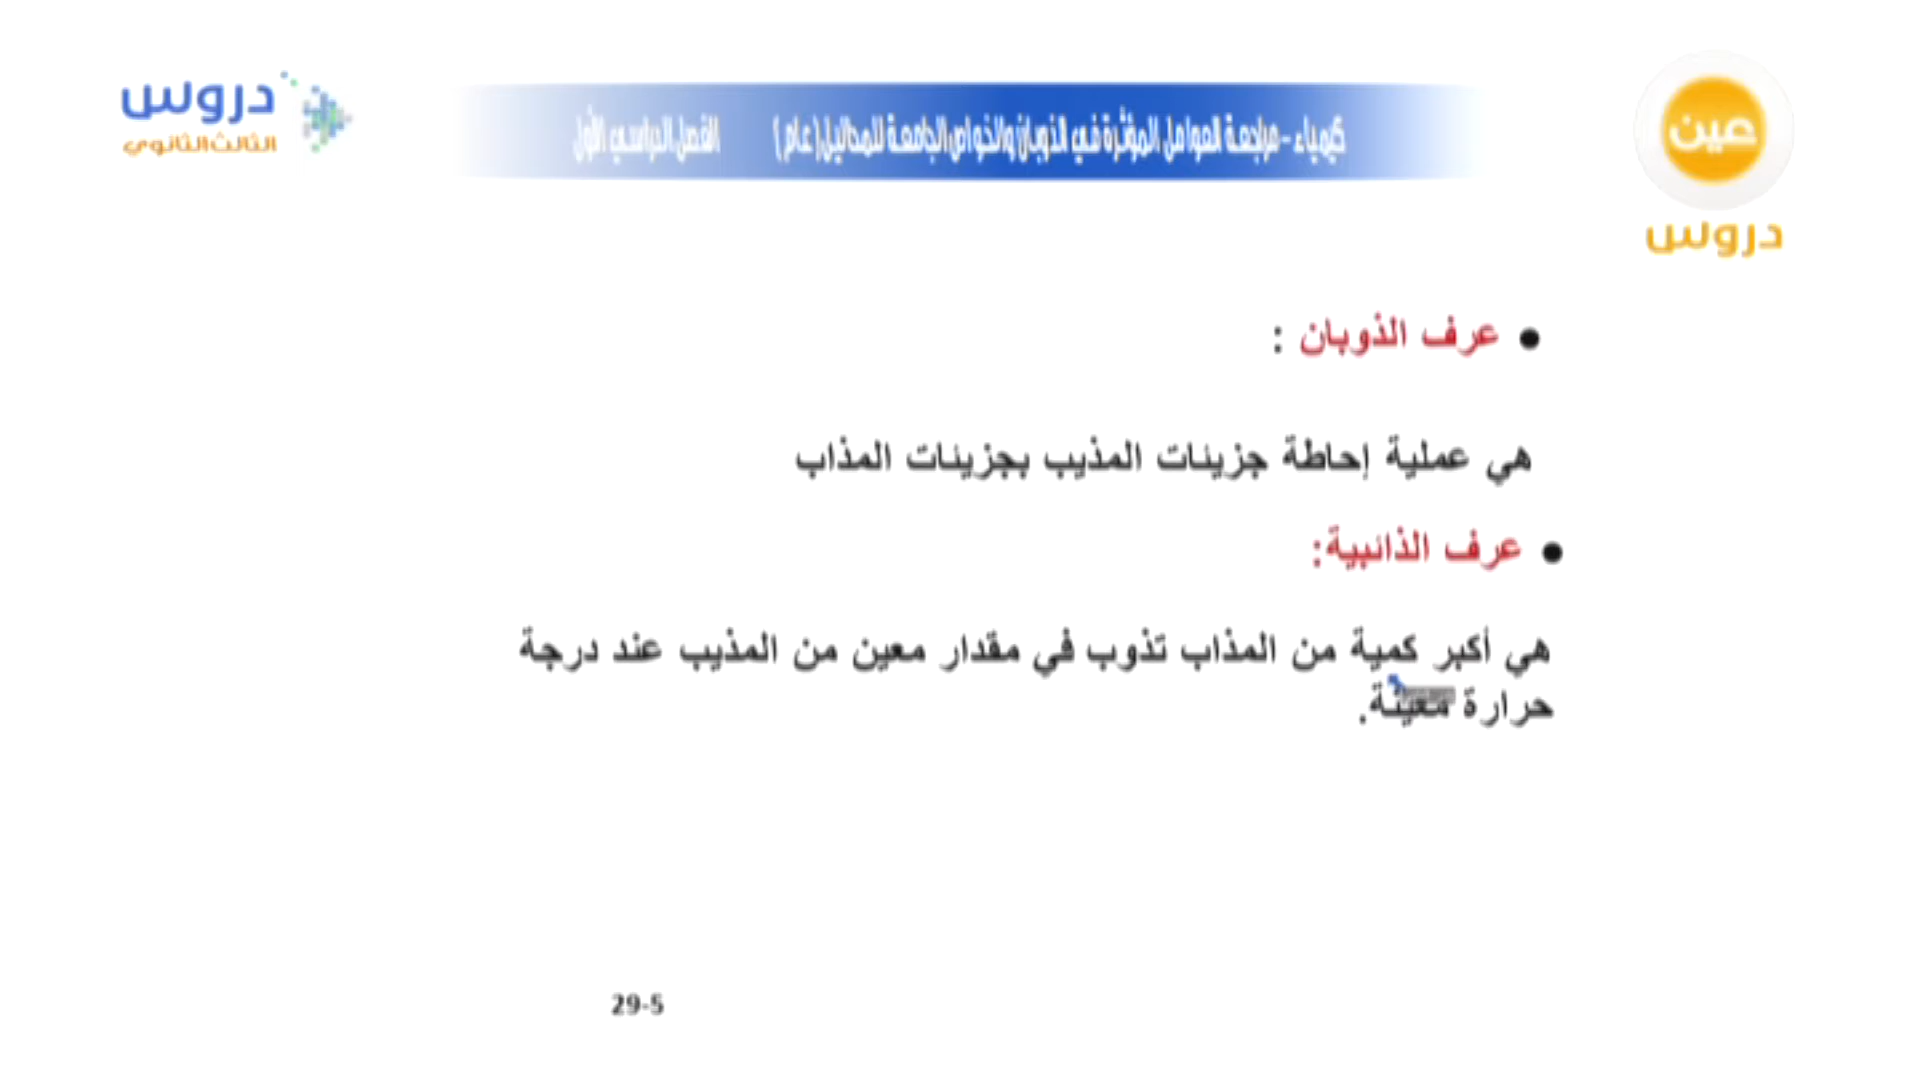 دروس
الثالث الثانوي
كيمياء - مراجعة العوامل المؤثرة في الذوبان والخواص الجامعة للمحاليل (عام) الفصل الدراسي الأول
عين
دروس
• عرف الذوبان :
هي عملية إحاطة جزيئات المذيب بجزيئات المذاب
• عرف الذائبية:
هي أكبر كمية من المذاب تذوب في مقدار معين من المذيب عند درجة
حرارة معينة.
29-5